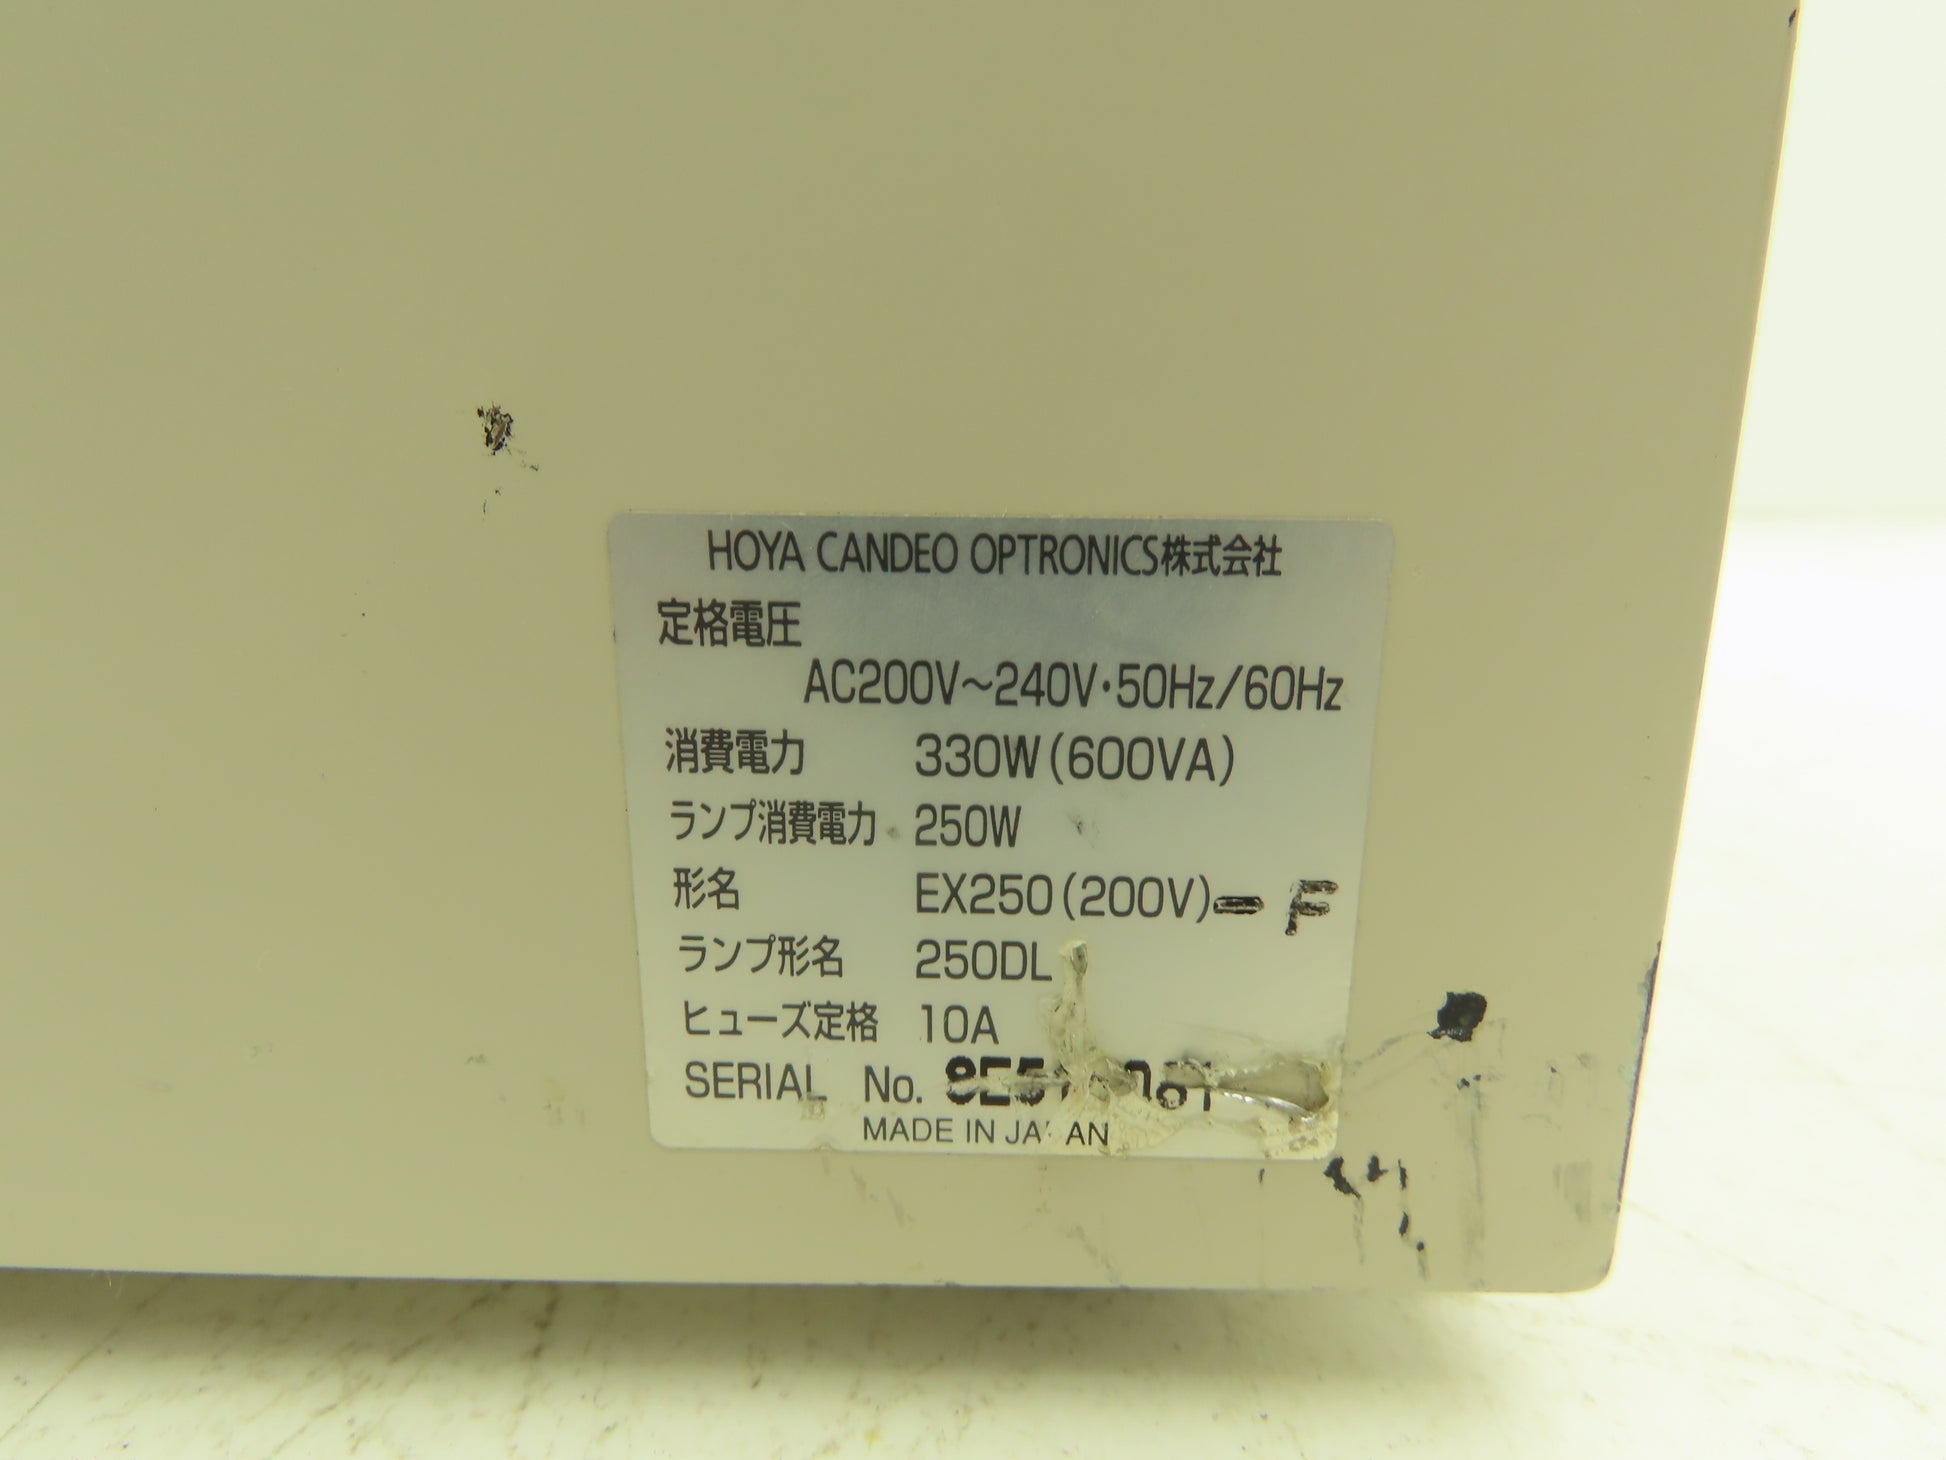 HOYA CANDEO OPTRONICS株式会社
定格電圧
AC200V～240V・50Hz/60Hz
消費電力 330W(600VA)
ランプ消費電力 250W
形名 EX250(200V)-F
ランプ形名 250DL
ヒューズ定格 10A
SERIAL No.
MADE IN JAPAN